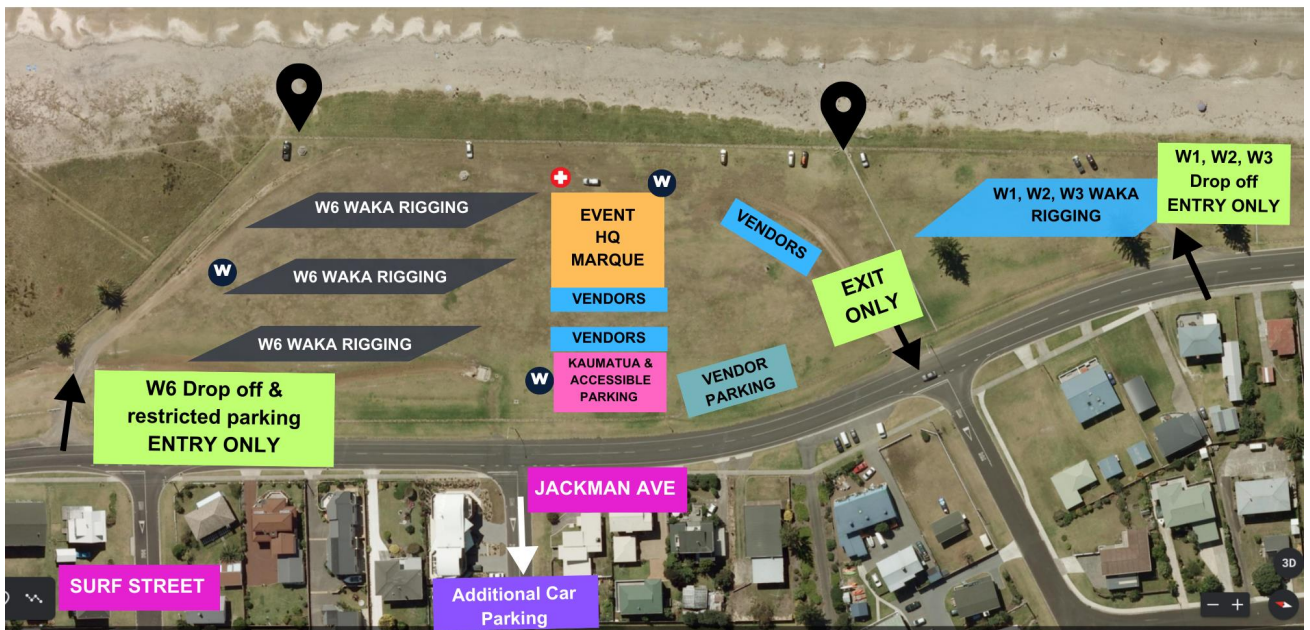 W1, W2, W3
Drop off
ENTRY ONLY
W6 WAKA RIGGING
W
EVENT
HQ
MARQUE
W1, W2, W3 WAKA
RIGGING
VENDORS
W
W6 WAKA RIGGING
VENDORS
EXIT
ONLY
W6 WAKA RIGGING
VENDORS
W
KAUMATUA &
ACCESSIBLE
PARKING
VENDOR
PARKING
W6 Drop off &
restricted parking
ENTRY ONLY
JACKMAN AVE
SURF STREET
Additional Car
Parking
3D